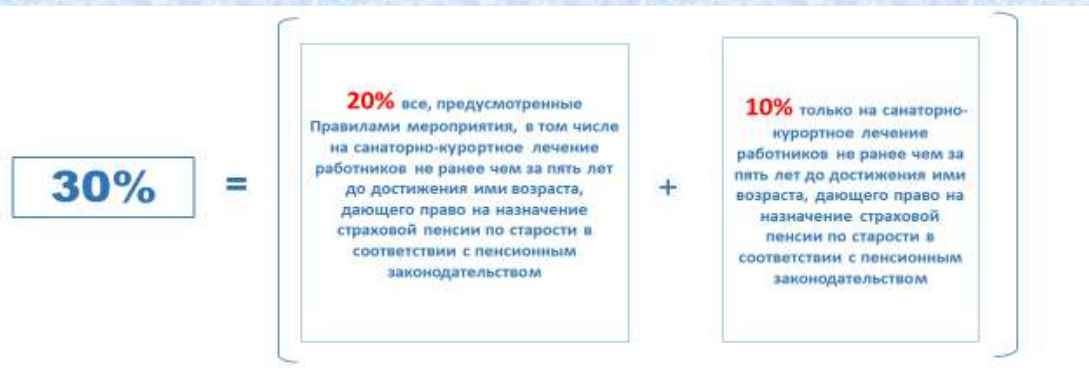 30%
=
20% все, предусмотренные
Правилами мероприятия, в том числе
на санаторно-курортное лечение
работников не ранее чем за пять лет
до достижения ими возраста,
дающего право на назначение
страховой пенсии по старости в
соответствии с пенсионным
законодательством
+
10% только на санаторно-
курортное лечение
работников не ранее чем за
пять лет до достижения ими
возраста, дающего право на
назначение страховой
пенсии по старости в
соответствии с пенсионным
законодательством